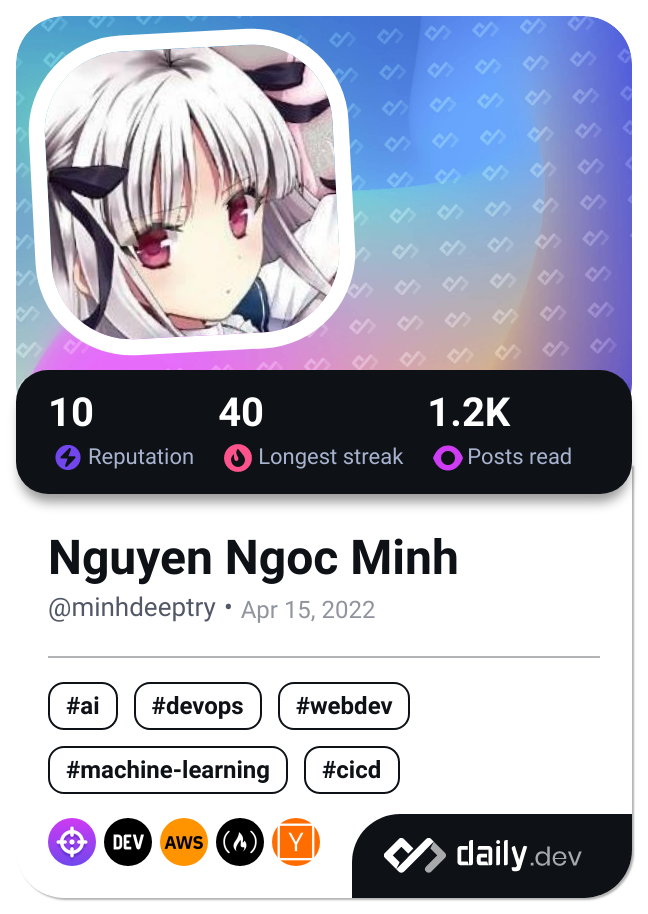 10 40 1.2K
Reputation Longest streak Posts read
Nguyen Ngoc Minh
@minhdeeptry • Apr 15, 2022
#ai #devops #webdev
#machine-learning #cicd
DEV AWS Y daily.dev